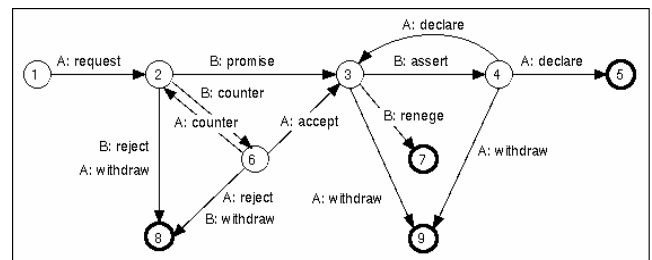 A: declare
1
A: request
2
B: promise
3
B: assert
4
A: declare
5
B: counter
A: counter
A: accept
B: renege
B: reject
A: withdraw
6
7
A: withdraw
A: reject
B: withdraw
A: withdraw
8
9